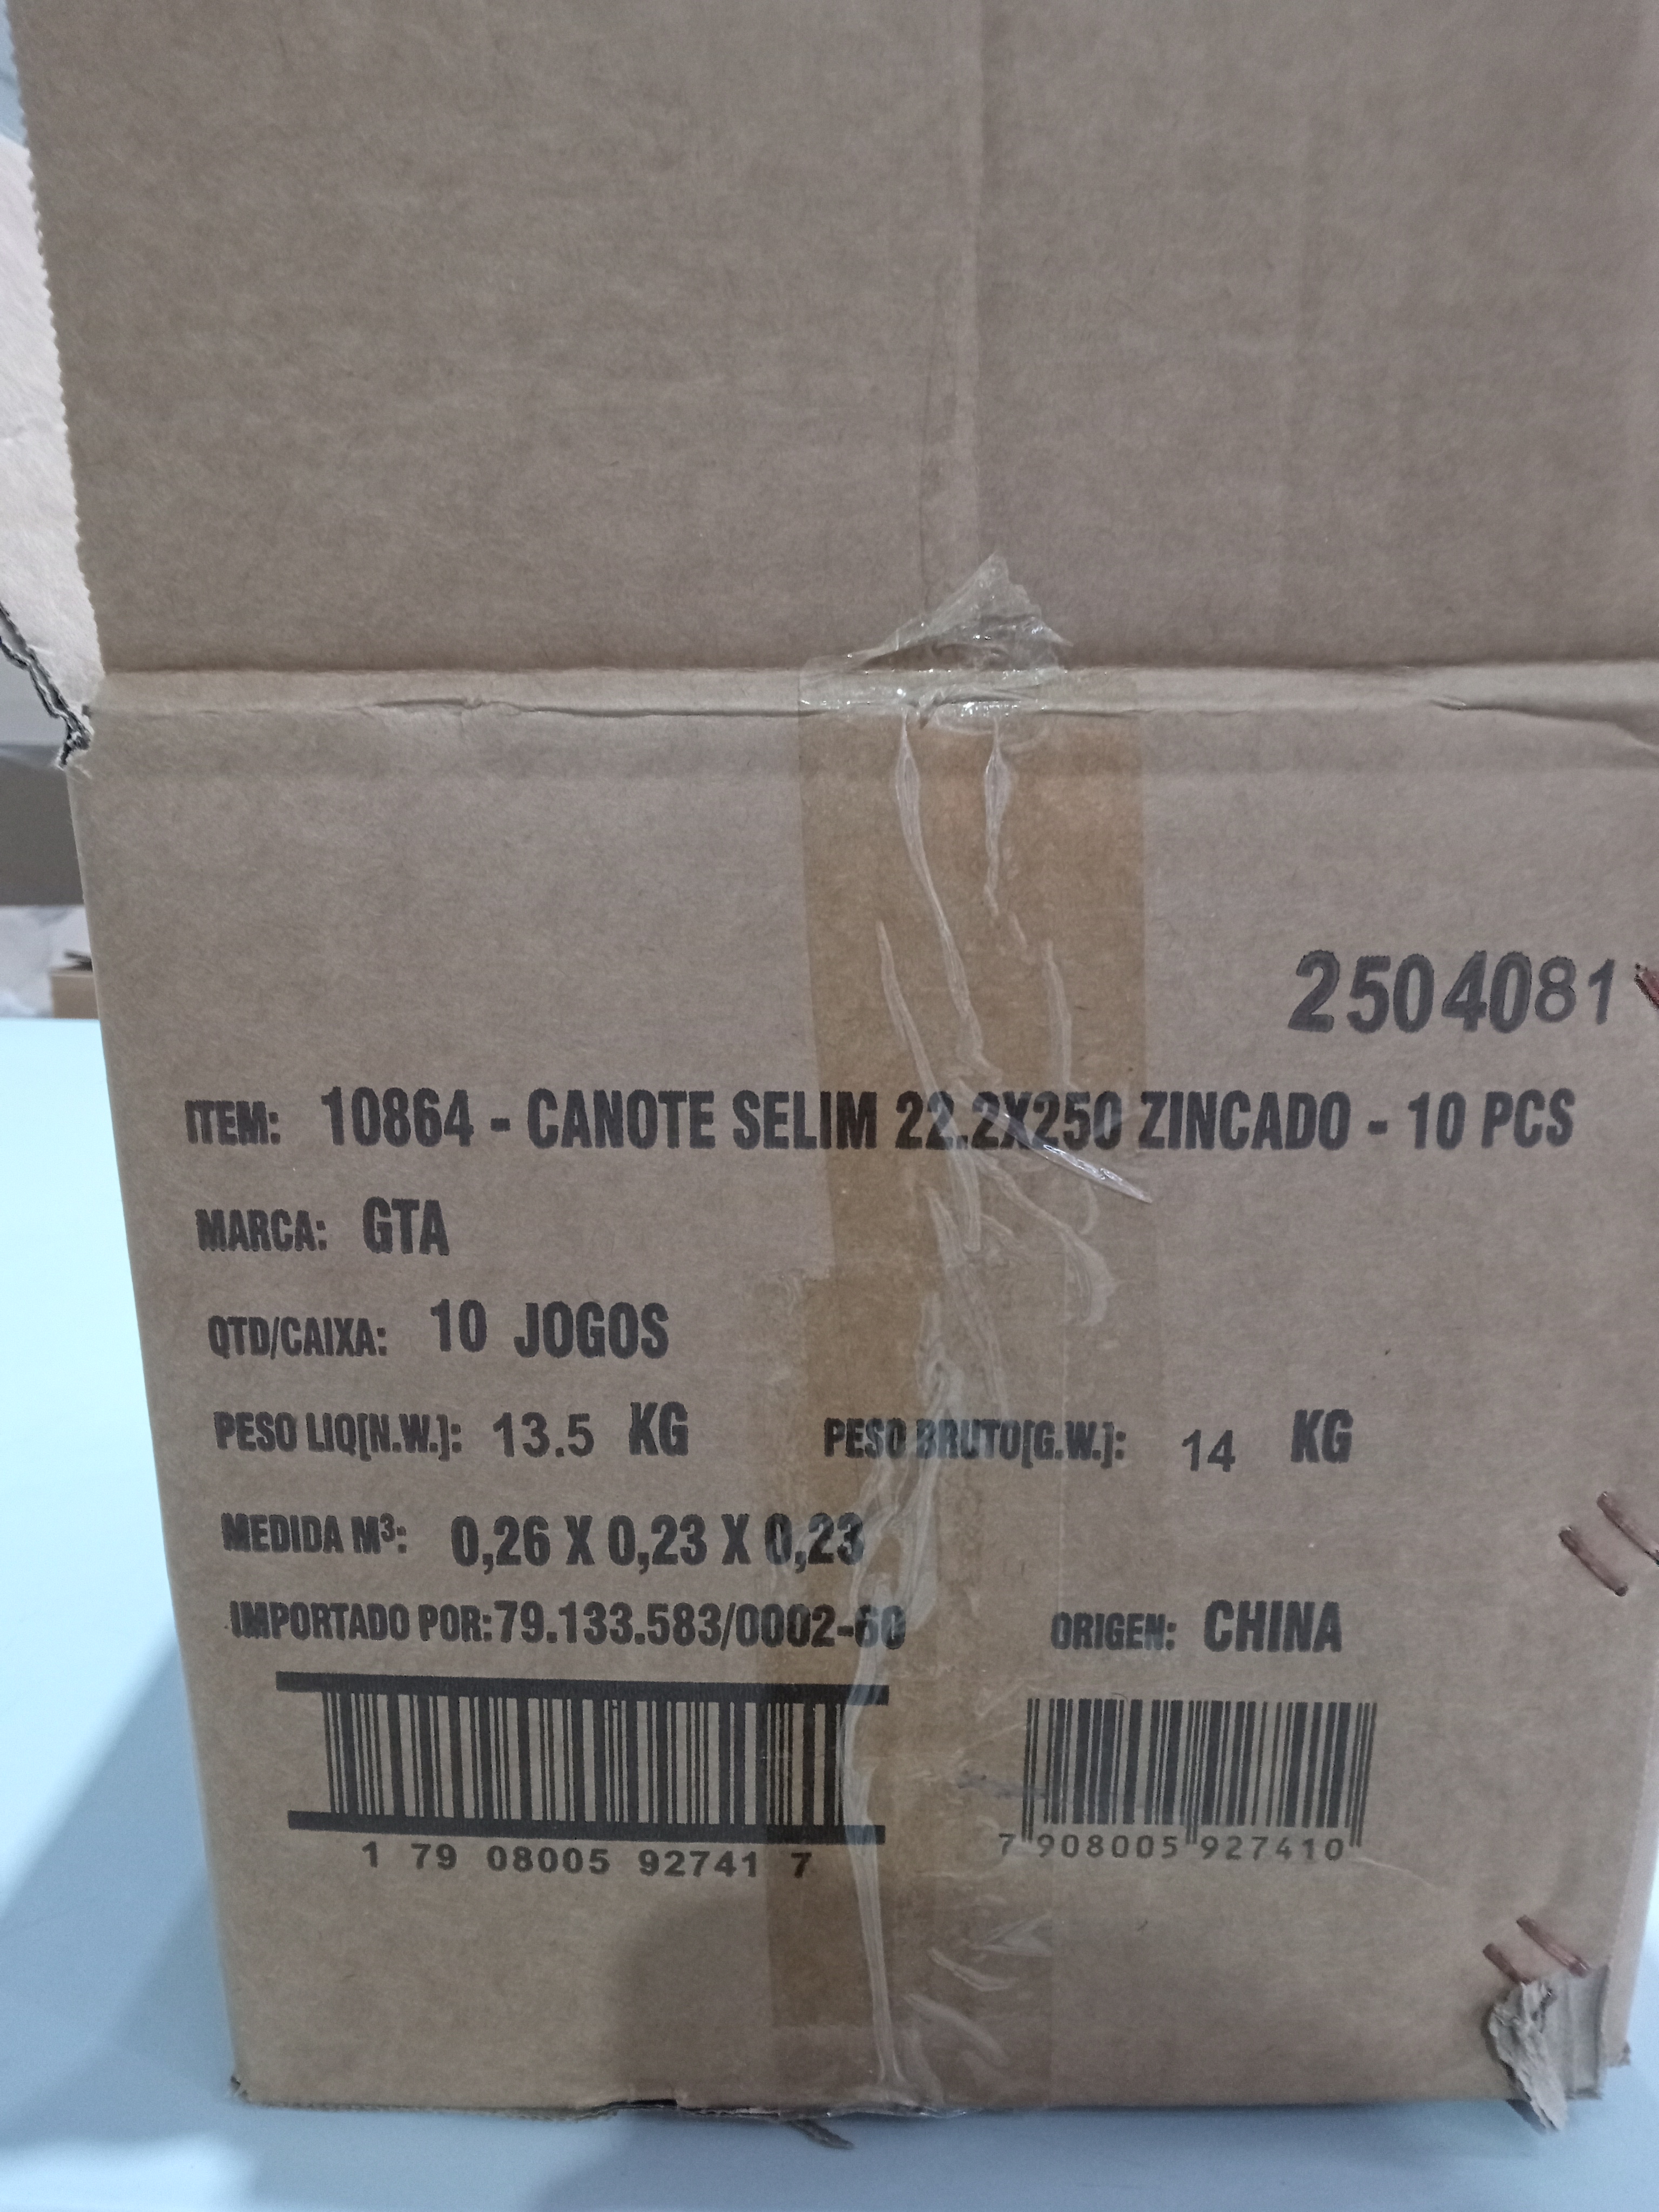 2504081
ITEM: 10864 - CANOTE SELIM 22.2X250 ZINCADO - 10 PCS
MARCA: GTA
QTD/CAIXA: 10 JOGOS
PESO LIQ[N.W.]: 13.5 KG PESO BRUTO[G.W.]: 14 KG
MEDIDA M³: 0,26 X 0,23 X 0,23
IMPORTADO POR:79.133.583/0002-60 ORIGEN: CHINA
1 79 08005 92741 7 7 908005 927410